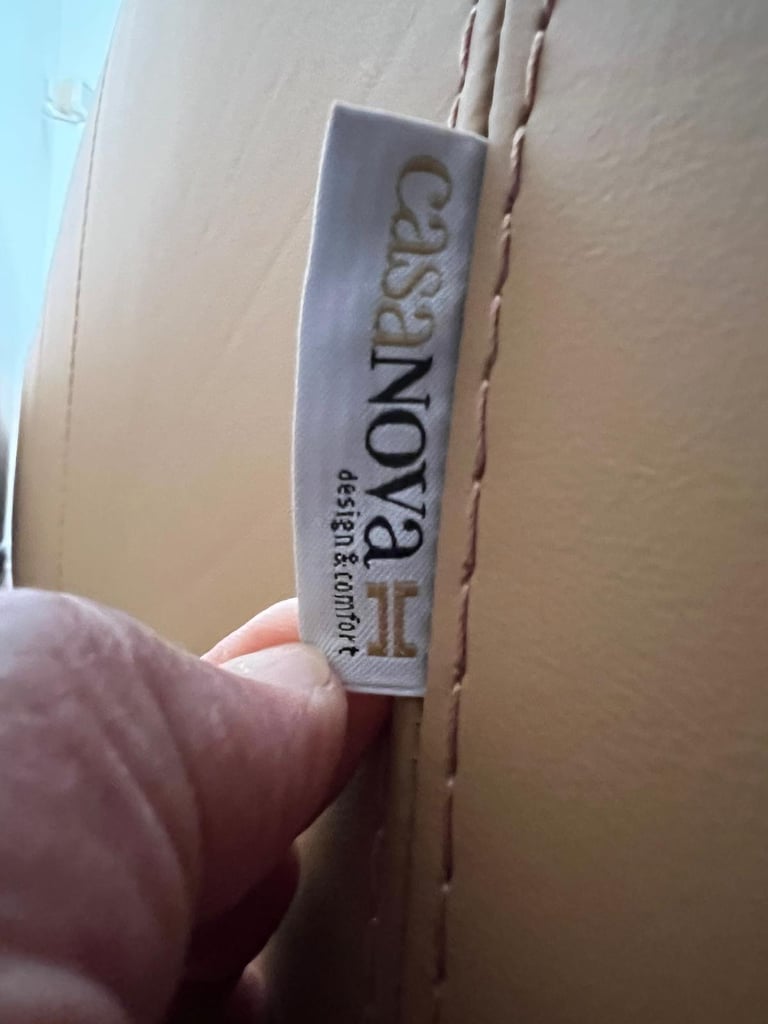 casaNova H
design & comfort